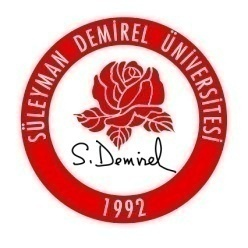 SÜLEYMAN DEMİREL ÜNİVERSİTESİ
S. Demirel
1992